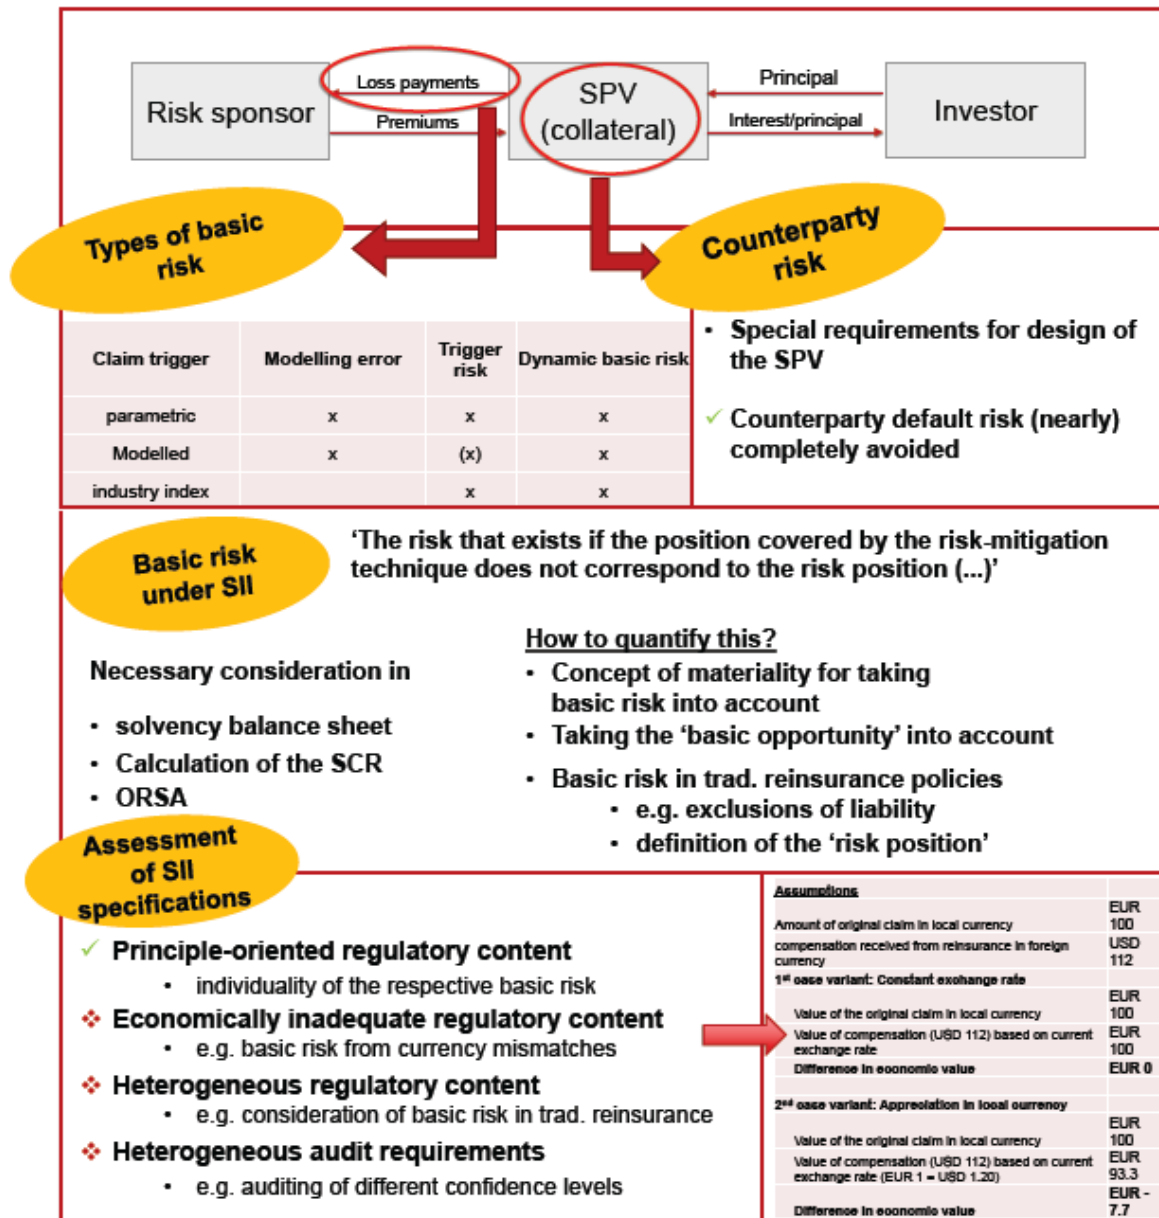 Risk sponsor
Loss payments
Premiums
SPV
(collateral)
Principal
Interest/principal
Investor
Types of basic
risk
Counterparty
risk
Claim trigger Modelling error Trigger risk Dynamic basic risk
parametric x x x
Modelled x (x) x
industry index x x
• Special requirements for design of
the SPV
✓ Counterparty default risk (nearly)
completely avoided
Basic risk
under SII
‘The risk that exists if the position covered by the risk-mitigation
technique does not correspond to the risk position (...)’
Necessary consideration in
• solvency balance sheet
• Calculation of the SCR
• ORSA
How to quantify this?
• Concept of materiality for taking
basic risk into account
• Taking the ‘basic opportunity’ into account
• Basic risk in trad. reinsurance policies
• e.g. exclusions of liability
• definition of the ‘risk position’
Assessment
of SII
specifications
✓ Principle-oriented regulatory content
• individuality of the respective basic risk
❖ Economically inadequate regulatory content
• e.g. basic risk from currency mismatches
❖ Heterogeneous regulatory content
• e.g. consideration of basic risk in trad. reinsurance
❖ Heterogeneous audit requirements
• e.g. auditing of different confidence levels
Assumptions
Amount of original claim in local currency EUR 100
compensation received from reinsurance in foreign
currency USD 112
1st case variant: Constant exchange rate
Value of the original claim in local currency EUR 100
Value of compensation (USD 112) based on current
exchange rate EUR 100
Difference in economic value EUR 0
2nd case variant: Appreciation in local currency
Value of the original claim in local currency EUR 100
Value of compensation (USD 112) based on current
exchange rate (EUR 1 = USD 1.20) EUR 93.3
Difference in economic value EUR - 7.7